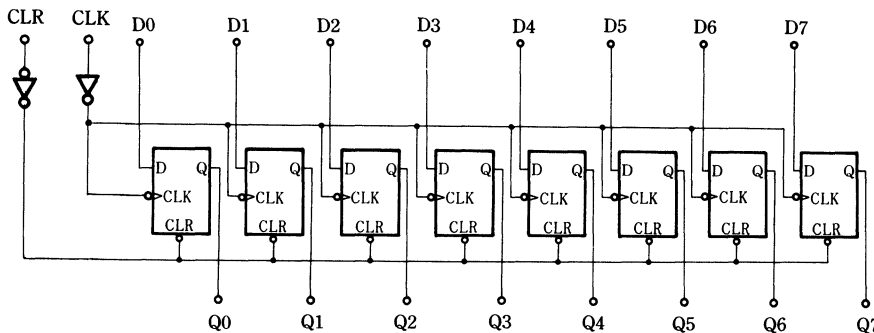 CLR CLK D0 D1 D2 D3 D4 D5 D6 D7
D Q D Q D Q D Q D Q D Q D Q D Q
CLK CLK CLK CLK CLK CLK CLK CLK
CLR CLR CLR CLR CLR CLR CLR CLR
Q0 Q1 Q2 Q3 Q4 Q5 Q6 Q7